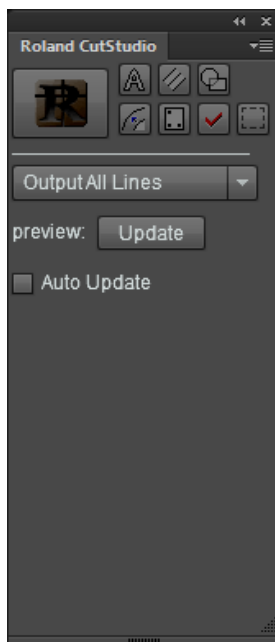 Roland CutStudio
Output All Lines
preview: Update
Auto Update